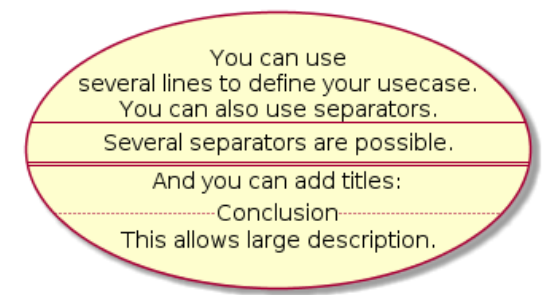 You can use
several lines to define your usecase.
You can also use separators.
Several separators are possible.
And you can add titles:
Conclusion
This allows large description.